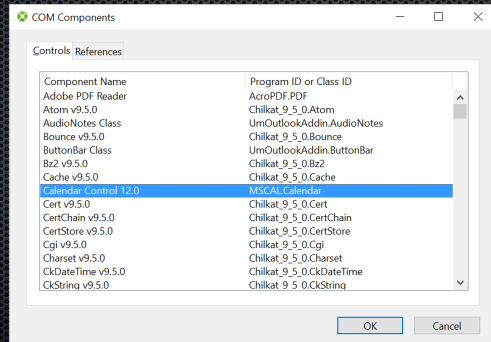 COM Components
Controls References
Component Name Program ID or Class ID
Adobe PDF Reader AcroPDF.PDF
Atom v9.5.0 Chilkat_9_5_0.Atom
AudioNotes Class UmOutlookAddin.AudioNotes
Bounce v9.5.0 Chilkat_9_5_0.Bounce
ButtonBar Class UmOutlookAddin.ButtonBar
Bz2 v9.5.0 Chilkat_9_5_0.Bz2
Cache v9.5.0 Chilkat_9_5_0.Cache
Calendar Control 12.0 MSCAL.Calendar
Cert v9.5.0 Chilkat_9_5_0.Cert
CertChain v9.5.0 Chilkat_9_5_0.CertChain
CertStore v9.5.0 Chilkat_9_5_0.CertStore
Cgi v9.5.0 Chilkat_9_5_0.Cgi
Charset v9.5.0 Chilkat_9_5_0.Charset
CkDateTime v9.5.0 Chilkat_9_5_0.CkDateTime
CkString v9.5.0 Chilkat_9_5_0.CkString
OK Cancel